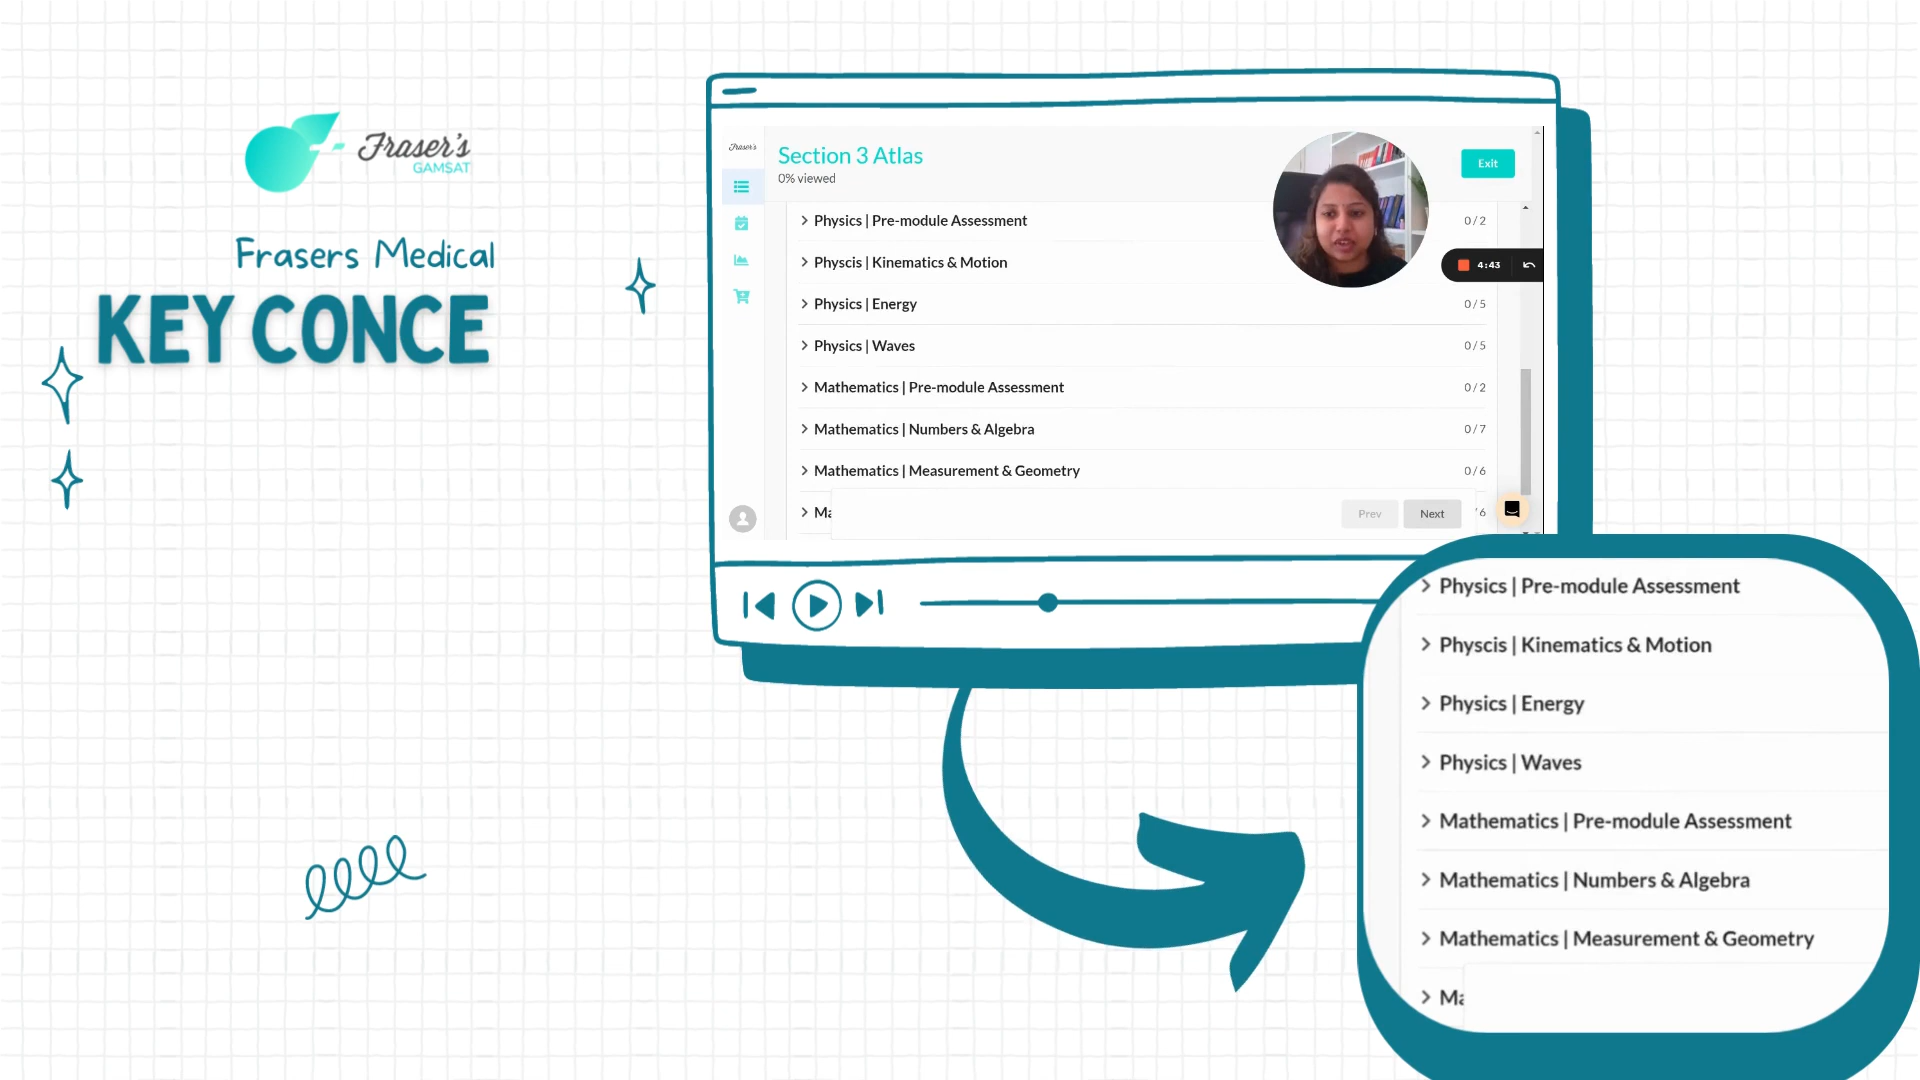 Fraser's
GAMSAT
Frasers Medical
KEY CONCE
Fraser's
Section 3 Atlas
0% viewed
Exit
Physics | Pre-module Assessment 0 / 2
Physcis | Kinematics & Motion
4:43
Physics | Energy 0 / 5
Physics | Waves 0 / 5
Mathematics | Pre-module Assessment 0 / 2
Mathematics | Numbers & Algebra 0 / 7
Mathematics | Measurement & Geometry 0 / 6
Ma / 6
Prev Next
Physics | Pre-module Assessment
Physcis | Kinematics & Motion
Physics | Energy
Physics | Waves
Mathematics | Pre-module Assessment
Mathematics | Numbers & Algebra
Mathematics | Measurement & Geometry
Ma